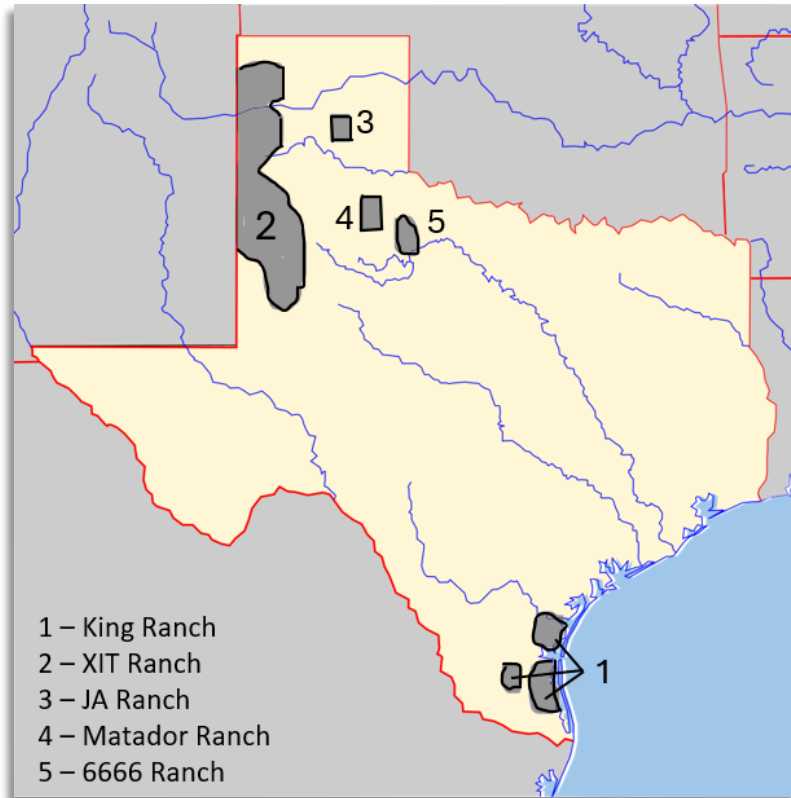 3
4
5
2
1
1 – King Ranch
2 – XIT Ranch
3 – JA Ranch
4 – Matador Ranch
5 – 6666 Ranch